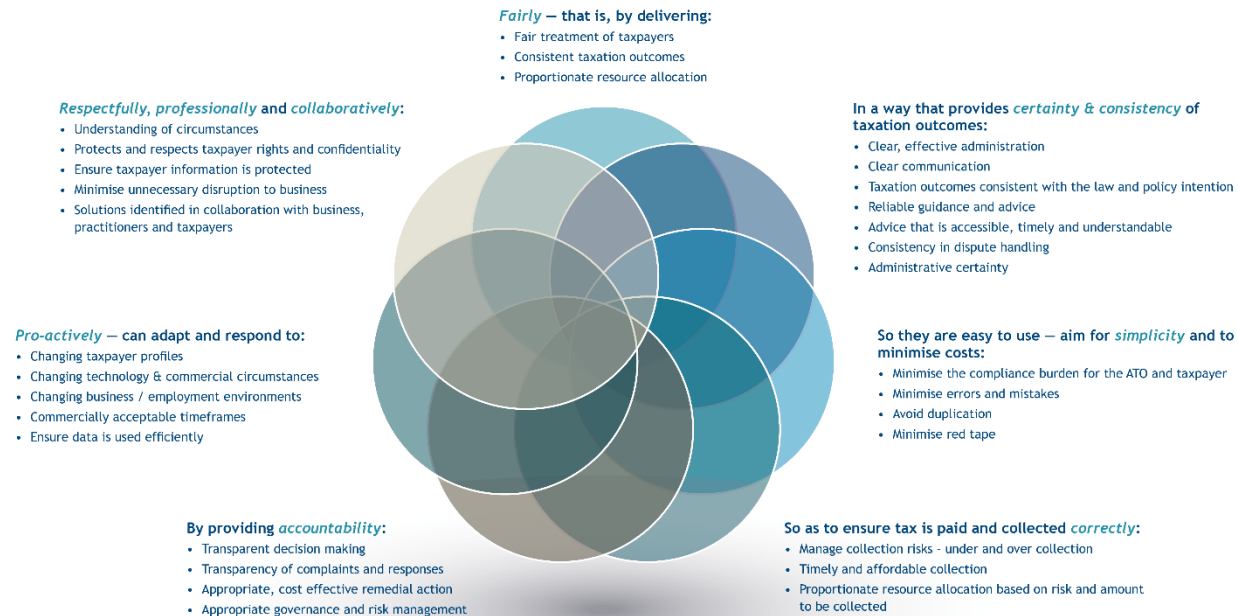 Fairly — that is, by delivering:
• Fair treatment of taxpayers
• Consistent taxation outcomes
• Proportionate resource allocation
Respectfully, professionally and collaboratively:
• Understanding of circumstances
• Protects and respects taxpayer rights and confidentiality
• Ensure taxpayer information is protected
• Minimise unnecessary disruption to business
• Solutions identified in collaboration with business,
practitioners and taxpayers
In a way that provides certainty & consistency of
taxation outcomes:
• Clear, effective administration
• Clear communication
• Taxation outcomes consistent with the law and policy intention
• Reliable guidance and advice
• Advice that is accessible, timely and understandable
• Consistency in dispute handling
• Administrative certainty
Pro-actively — can adapt and respond to:
• Changing taxpayer profiles
• Changing technology & commercial circumstances
• Changing business / employment environments
• Commercially acceptable timeframes
• Ensure data is used efficiently
So they are easy to use — aim for simplicity and to
minimise costs:
• Minimise the compliance burden for the ATO and taxpayer
• Minimise errors and mistakes
• Avoid duplication
• Minimise red tape
By providing accountability:
• Transparent decision making
• Transparency of complaints and responses
• Appropriate, cost effective remedial action
• Appropriate governance and risk management
So as to ensure tax is paid and collected correctly:
• Manage collection risks - under and over collection
• Timely and affordable collection
• Proportionate resource allocation based on risk and amount
to be collected